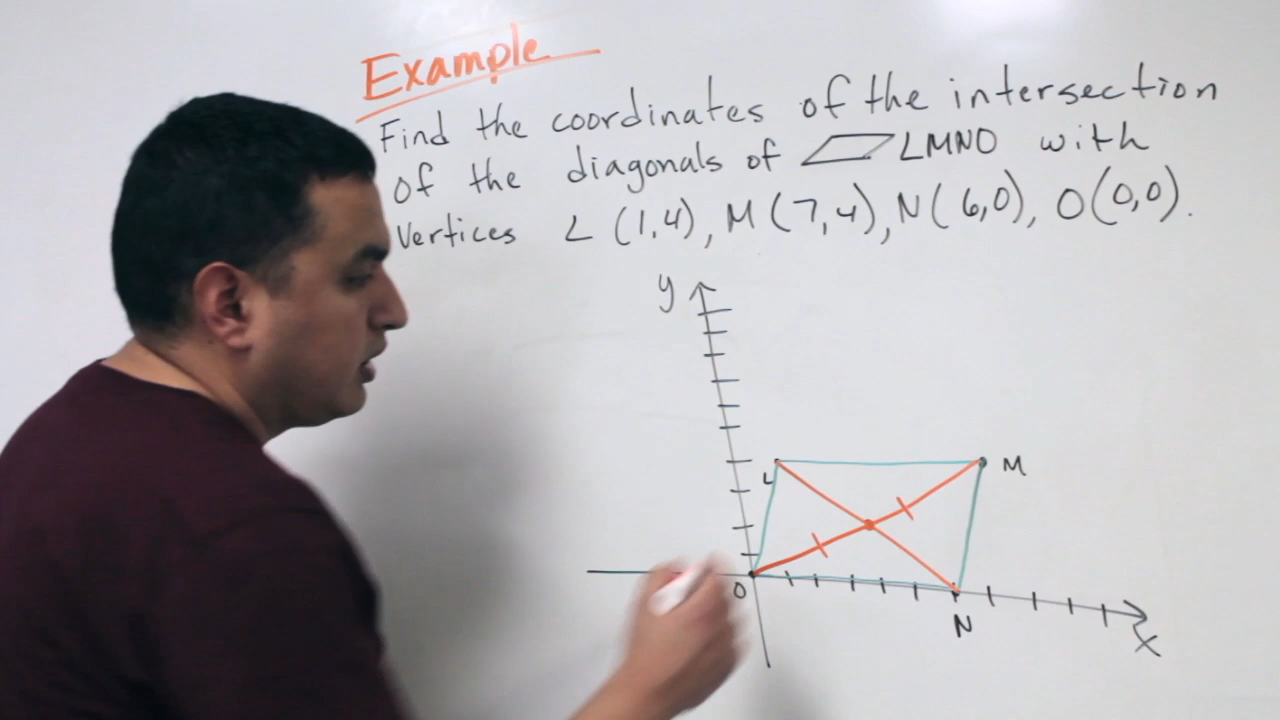 Example
Find the coordinates of the intersection
of the diagonals of ▱ LMNO with
Vertices L (1,4), M (7,4), N( 6,0), O(0,0).
y
L
M
O
N
X